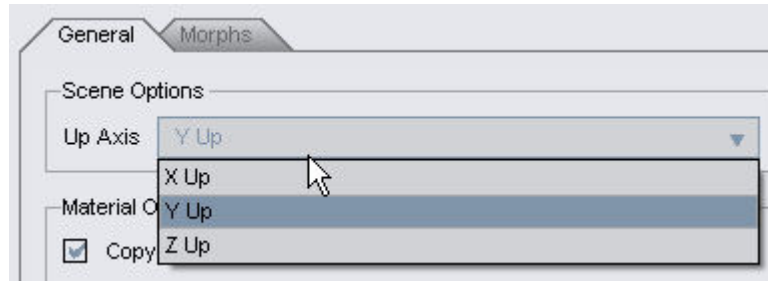 General Morphs
Scene Options
Up Axis Y Up
X Up
Material O Y Up
Copy Z Up